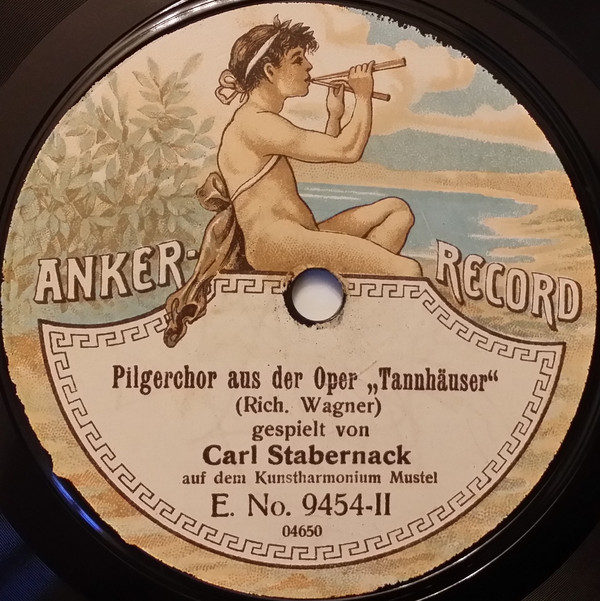 ANKER-RECORD
Pilgerchor aus der Oper „Tannhäuser“
(Rich. Wagner)
gespielt von
Carl Stabernack
auf dem Kunstharmonium Mustel
E. No. 9454-II
04650